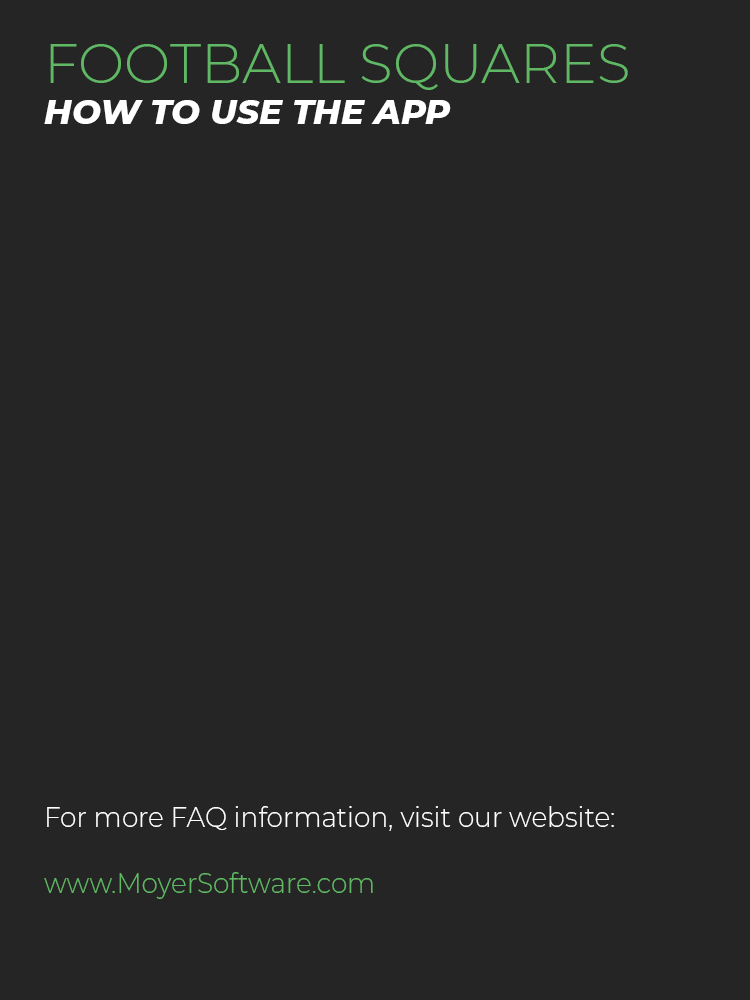 FOOTBALL SQUARES
HOW TO USE THE APP
For more FAQ information, visit our website:
www.MoyerSoftware.com